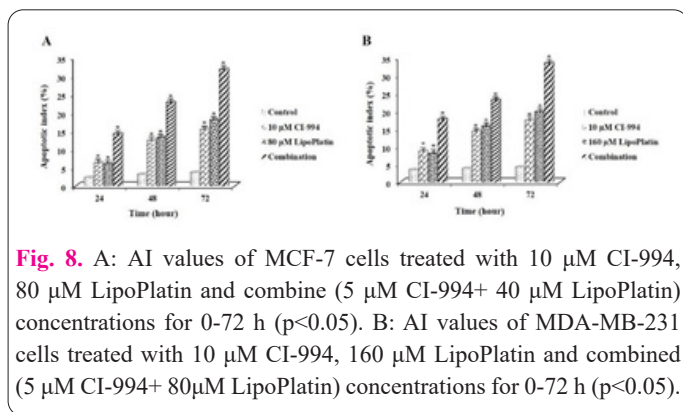 A
B
Apoptotic index (%)
35
30
25
20
15
10
5
0
24
48
72
Time (hour)
Control
10 µM CI-994
80 µM LipoPlatin
Combination
Apoptotic index (%)
35
30
25
20
15
10
5
0
24
48
72
Time (hour)
Control
10 µM CI-994
160 µM LipoPlatin
Combination
Fig. 8. A: AI values of MCF-7 cells treated with 10 μM CI-994,
80 μM LipoPlatin and combine (5 μM CI-994+ 40 μM LipoPlatin)
concentrations for 0-72 h (p<0.05). B: AI values of MDA-MB-231
cells treated with 10 μM CI-994, 160 μM LipoPlatin and combined
(5 μM CI-994+ 80μM LipoPlatin) concentrations for 0-72 h (p<0.05).